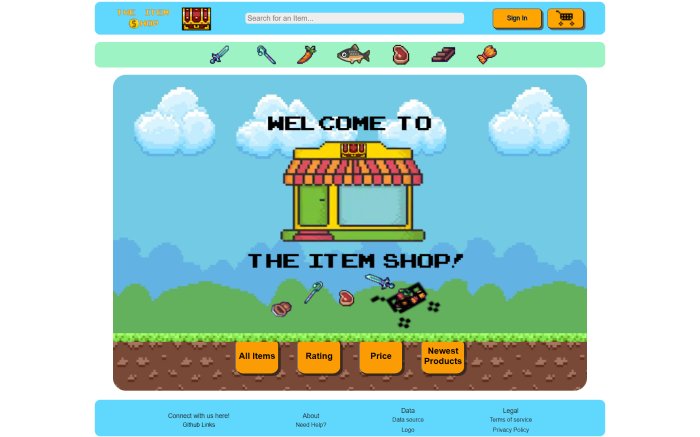 THE ITEM
SHOP
Search for an Item...
Sign In
WELCOME TO
THE ITEM SHOP!
All Items
Rating
Price
Newest
Products
Connect with us here!
Github Links
About
Need Help?
Data
Data source
Logo
Legal
Terms of service
Privacy Policy